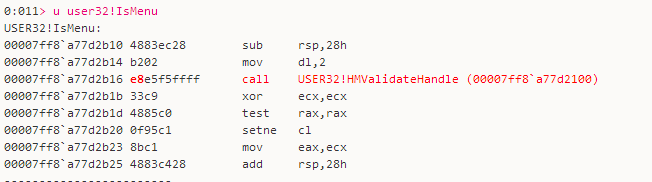 0:011> u user32!IsMenu
USER32!IsMenu:
00007ff8`a77d2b10 4883ec28 sub rsp,28h
00007ff8`a77d2b14 b202 mov dl,2
00007ff8`a77d2b16 e8e5f5ffff call USER32!HMValidateHandle (00007ff8`a77d2100)
00007ff8`a77d2b1b 33c9 xor ecx,ecx
00007ff8`a77d2b1d 4885c0 test rax,rax
00007ff8`a77d2b20 0f95c1 setne cl
00007ff8`a77d2b23 8bc1 mov eax,ecx
00007ff8`a77d2b25 4883c428 add rsp,28h